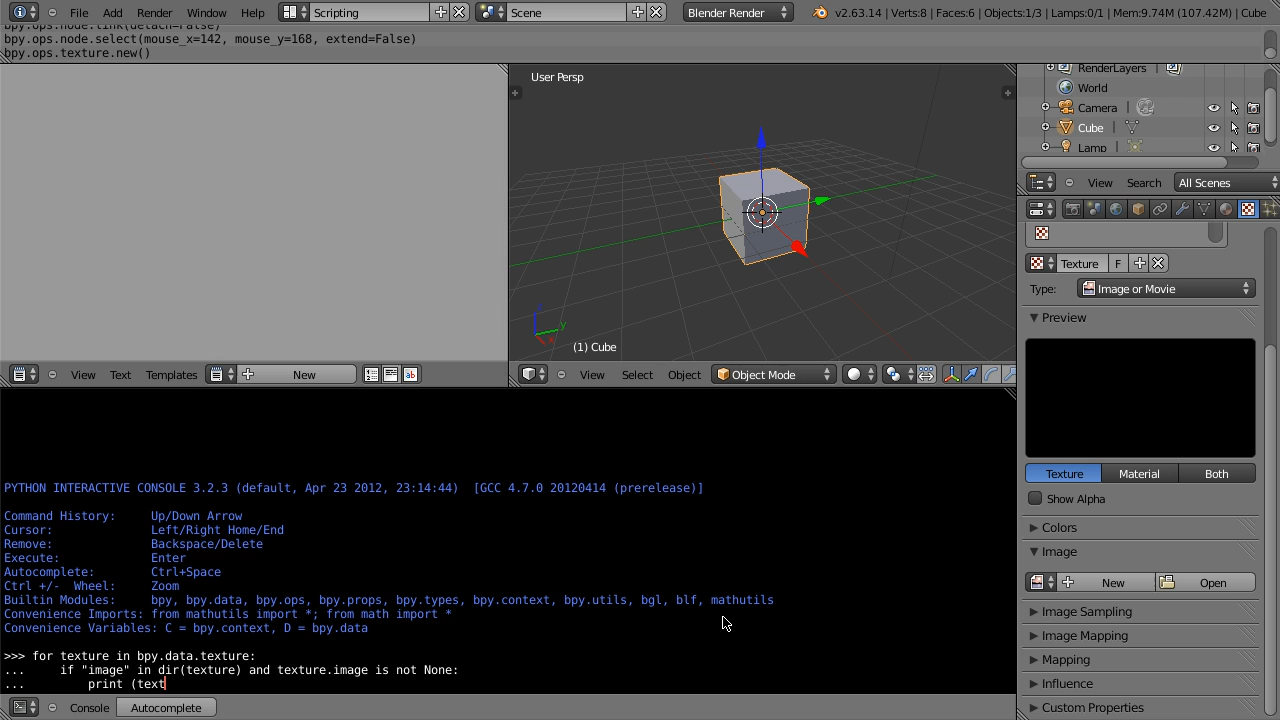 File Add Render Window Help Scripting Scene Blender Render v2.63.14 | Verts:8 | Faces:6 | Objects:1/3 | Lamps:0/1 | Mem:9.74M (107.42M) | Cube
bpy.ops.node.link(detach=False)
bpy.ops.node.select(mouse_x=142, mouse_y=168, extend=False)
bpy.ops.texture.new()
User Persp
z
y
x
(1) Cube
View Text Templates New
View Select Object Object Mode
RenderLayers
World
Camera
Cube
Lamp
View Search All Scenes
Texture F
Type: Image or Movie
Preview
Texture Material Both
Show Alpha
Colors
Image
New Open
Image Sampling
Image Mapping
Mapping
Influence
Custom Properties
PYTHON INTERACTIVE CONSOLE 3.2.3 (default, Apr 23 2012, 23:14:44)  [GCC 4.7.0 20120414 (prerelease)]
Command History:     Up/Down Arrow
Cursor:              Left/Right Home/End
Remove:              Backspace/Delete
Execute:             Enter
Autocomplete:        Ctrl+Space
Ctrl +/-  Wheel:     Zoom
Builtin Modules:     bpy, bpy.data, bpy.ops, bpy.props, bpy.types, bpy.context, bpy.utils, bgl, blf, mathutils
Convenience Imports: from mathutils import *; from math import *
Convenience Variables: C = bpy.context, D = bpy.data
>>> for texture in bpy.data.texture:
...     if "image" in dir(texture) and texture.image is not None:
...         print (text
Console Autocomplete